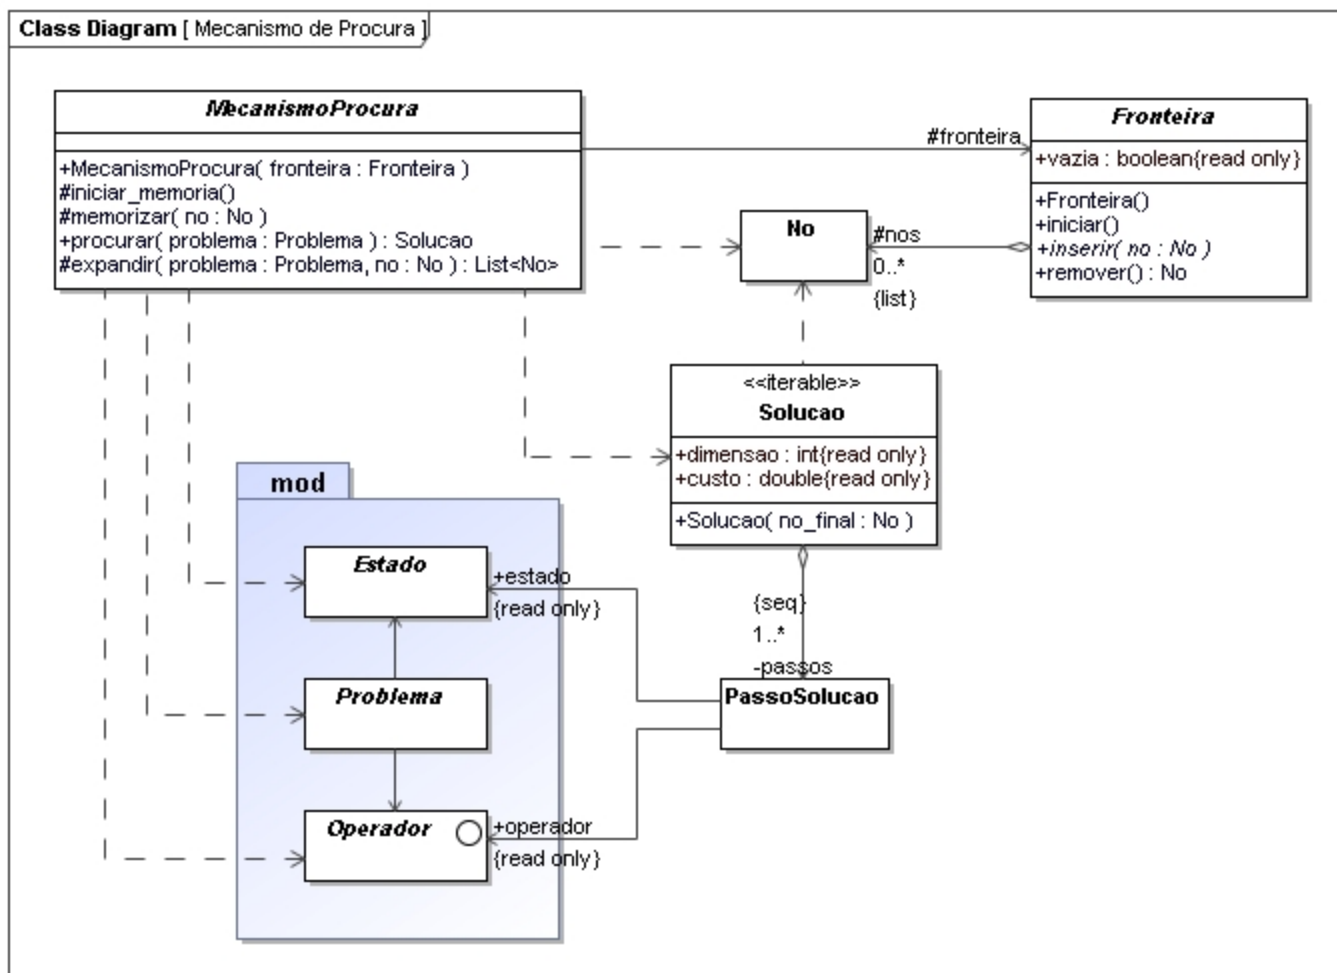 Class Diagram [ Mecanismo de Procura ]
MecanismoProcura
+MecanismoProcura( fronteira : Fronteira )
#iniciar_memoria()
#memorizar( no : No )
+procurar( problema : Problema ) : Solucao
#expandir( problema : Problema, no : No ) : List<No>
#fronteira
Fronteira
+vazia : boolean{read only}
+Fronteira()
+iniciar()
+inserir( no : No )
+remover() : No
No
#nos
0..*
{list}
<<iterable>>
Solucao
+dimensao : int{read only}
+custo : double{read only}
+Solucao( no_final : No )
mod
Estado
+estado
{read only}
{seq}
1..*
-passos
Problema
PassoSolucao
Operador
+operador
{read only}